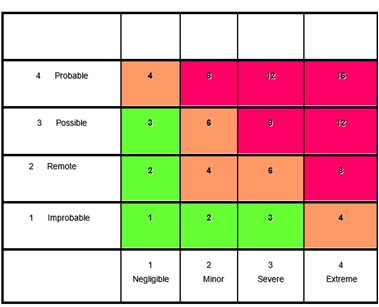 4 Probable 4 8 12 16
3 Possible 3 6 9 12
2 Remote 2 4 6 8
1 Improbable 1 2 3 4
1 2 3 4
Negligible Minor Severe Extreme